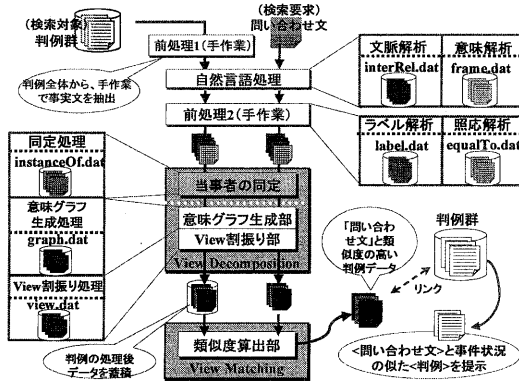 (検索対象)
判例群
(検索要求)
問い合わせ文
前処理1(手作業)
判例全体から、手作業
で事実文を抽出
自然言語処理
前処理2(手作業)
文脈解析
interRel.dat
意味解析
frame.dat
ラベル解析
label.dat
照応解析
equalTo.dat
同定処理
instanceOf.dat
意味グラフ
生成処理
graph.dat
View割振り処理
view.dat
当事者の同定
意味グラフ生成部
View割振り部
View Decomposition
「問い合わ
せ文」と類
似度の高い
判例データ
判例群
リンク
判例の処理後
データを蓄積
類似度算出部
View Matching
<問い合わせ文>と事件状況
の似た<判例>を提示